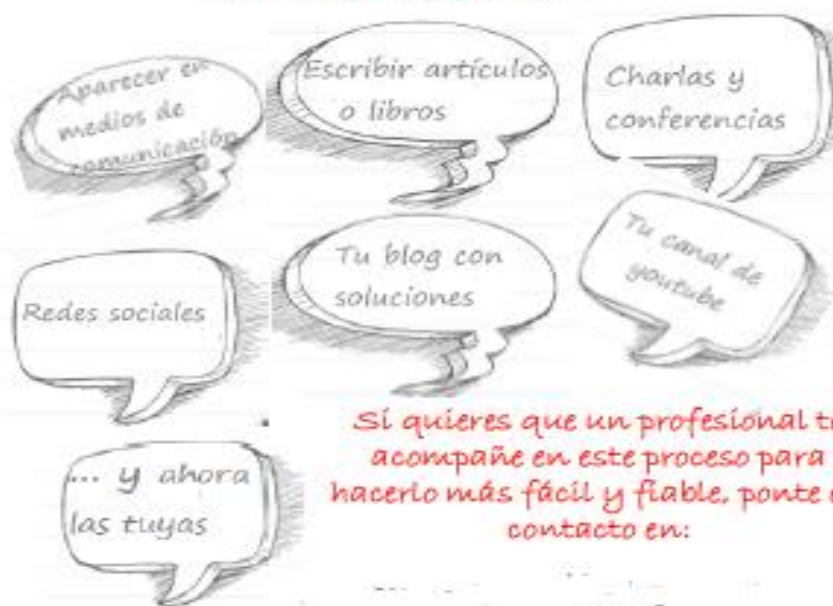 Aparecer en
medios de
comunicación
Escribir artículos
o libros
Charlas y
conferencias
Redes sociales
Tu blog con
soluciones
Tu canal de
youtube
... y ahora
las tuyas
Si quieres que un profesional t
acompañe en este proceso para
hacerlo más fácil y fiable, ponte
contacto en: